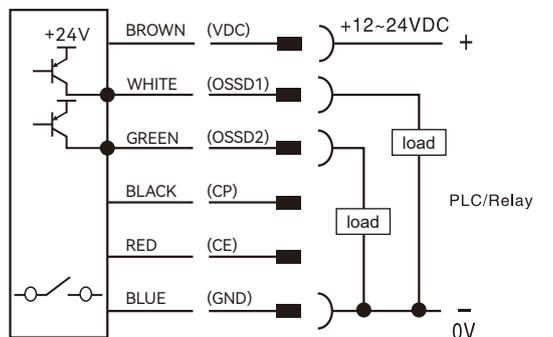 +24V
BROWN (VDC) +12~24VDC +
WHITE (OSSD1)
GREEN (OSSD2)
load
BLACK (CP)
PLC/Relay
load
RED (CE)
BLUE (GND) −
0V